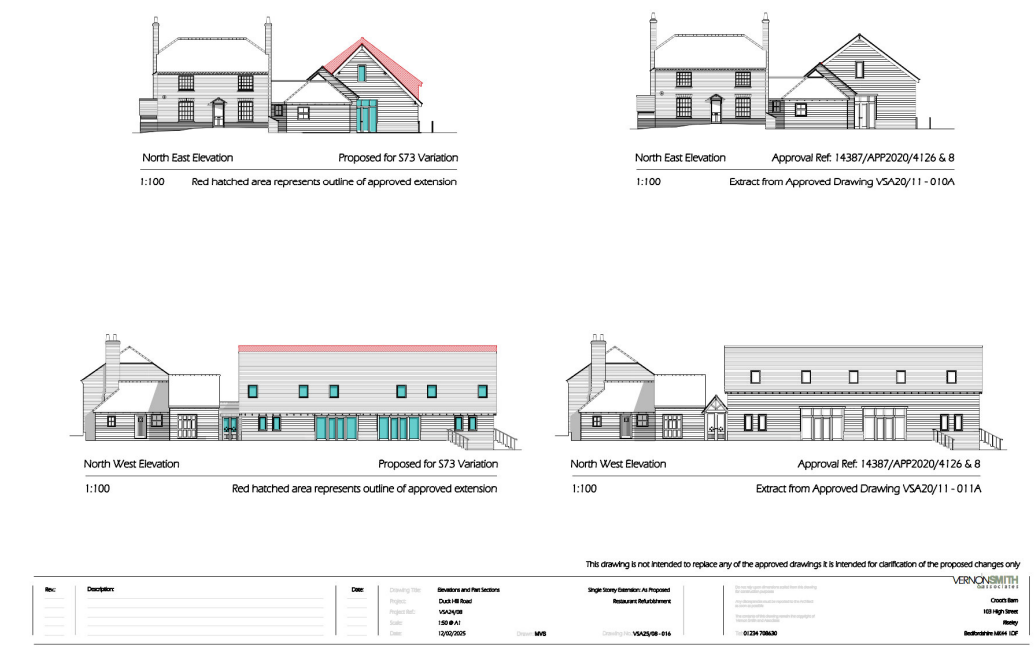 North East Elevation Proposed for S73 Variation
1:100 Red hatched area represents outline of approved extension
North East Elevation Approval Ref: 14387/APP2020/4126 & 8
1:100 Extract from Approved Drawing VSA20/11 - 010A
North West Elevation Proposed for S73 Variation
1:100 Red hatched area represents outline of approved extension
North West Elevation Approval Ref: 14387/APP2020/4126 & 8
1:100 Extract from Approved Drawing VSA20/11 - 011A
This drawing is not intended to replace any of the approved drawings it is intended for clarification of the proposed changes only
Rev: Description: Date:
Drawing Title: Elevations and Part Sections
Project: Duck Hill Road
Project Ref: VSA24/08
Scale: 1:50 @ A1
Date: 12/02/2025 Drawn: MVS
Single Storey Extension: As Proposed
Restaurant Refurbishment
Drawing No: VSA25/08 - 016
Tel: 01234 708630
VERNONSMITH
&associates
Croots Barn
103 High Street
Riseley
Bedfordshire MK44 1DF